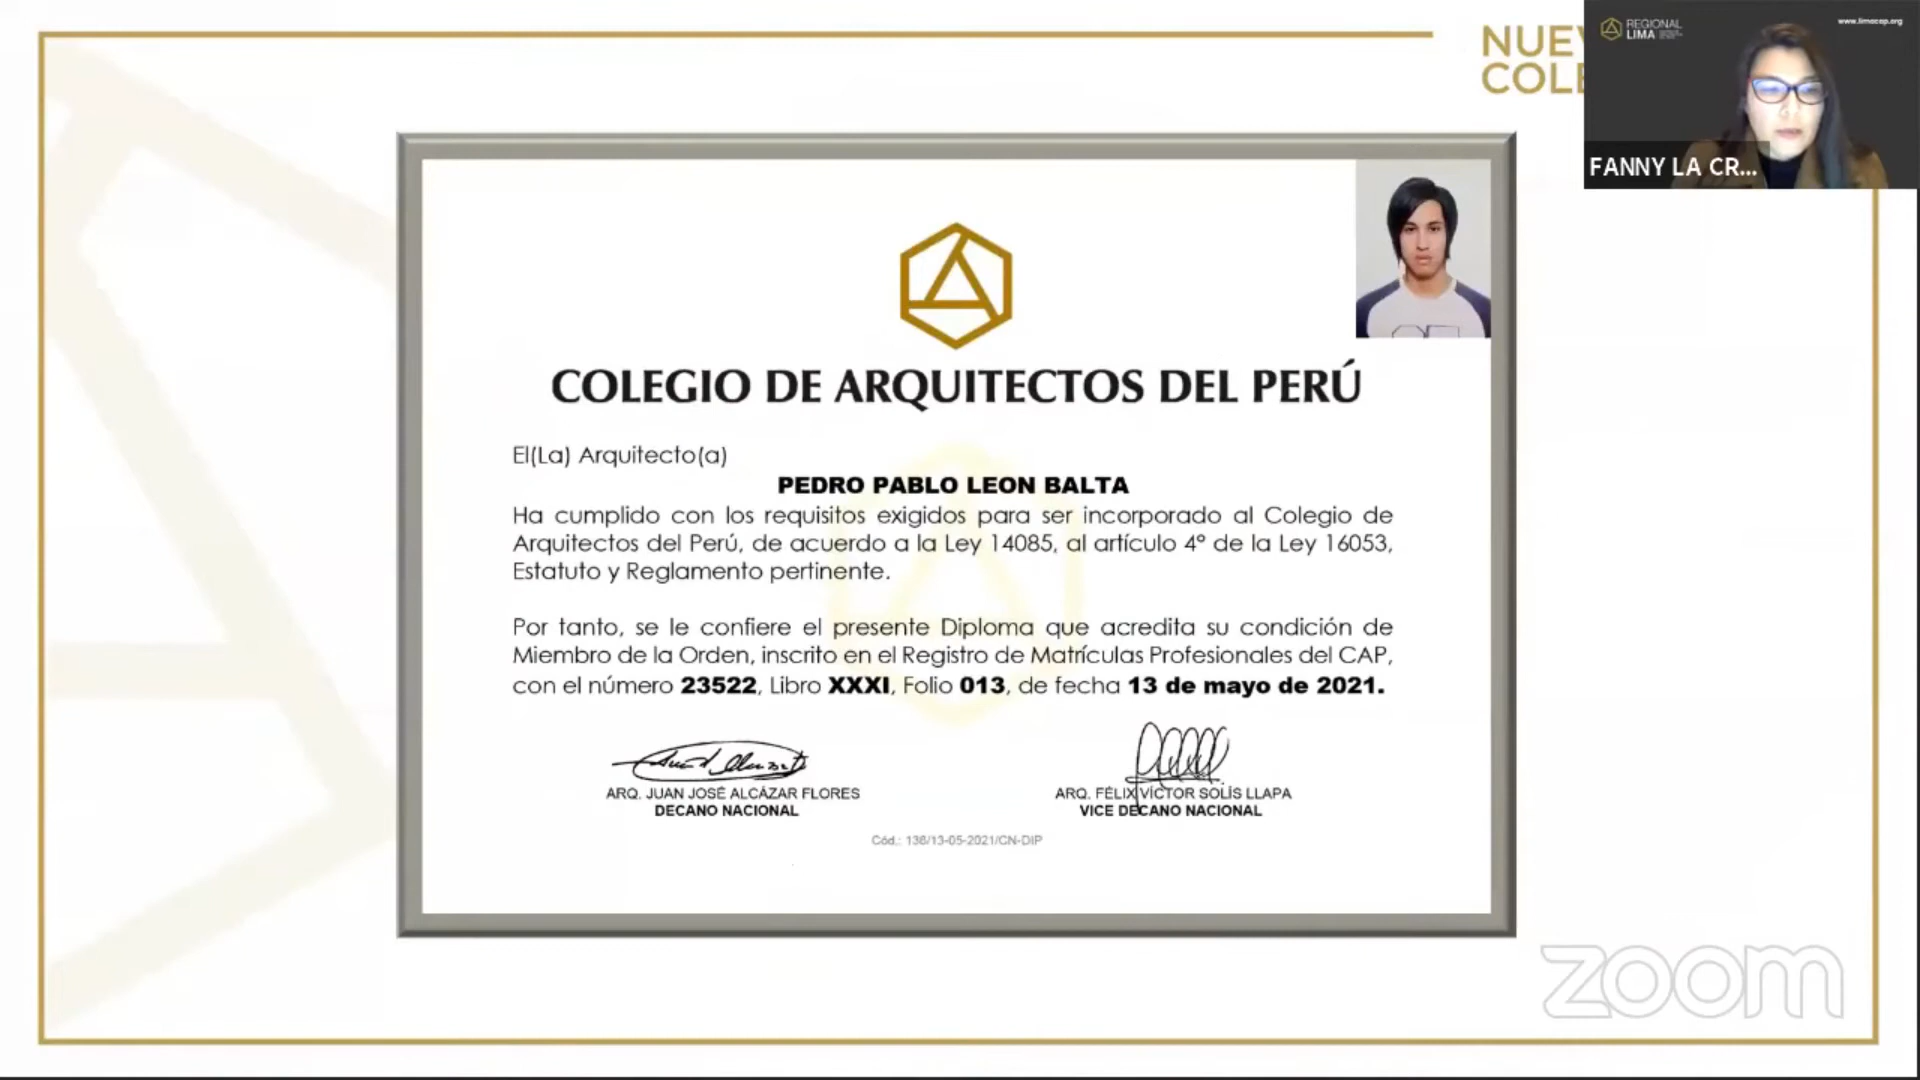 NUEV
COLE
REGIONAL
LIMA
www.limacap.org
FANNY LA CR...
COLEGIO DE ARQUITECTOS DEL PERÚ
El(La) Arquitecto(a)
PEDRO PABLO LEON BALTA
Ha cumplido con los requisitos exigidos para ser incorporado al Colegio de
Arquitectos del Perú, de acuerdo a la Ley 14085, al artículo 4° de la Ley 16053,
Estatuto y Reglamento pertinente.
Por tanto, se le confiere el presente Diploma que acredita su condición de
Miembro de la Orden, inscrito en el Registro de Matrículas Profesionales del CAP,
con el número 23522, Libro XXXI, Folio 013, de fecha 13 de mayo de 2021.
ARQ. JUAN JOSÉ ALCÁZAR FLORES
DECANO NACIONAL
ARQ. FÉLIX VÍCTOR SOLÍS LLAPA
VICE DECANO NACIONAL
Cód.: 138/13-05-2021/CN-DIP
zoom